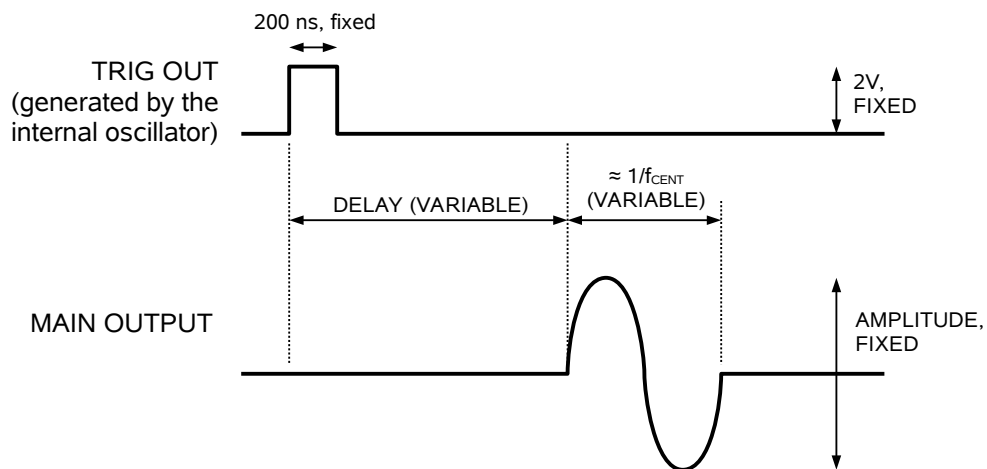 200 ns, fixed
TRIG OUT
(generated by the
internal oscillator)
2V,
FIXED
≈ 1/fCENT
(VARIABLE)
DELAY (VARIABLE)
MAIN OUTPUT
AMPLITUDE,
FIXED